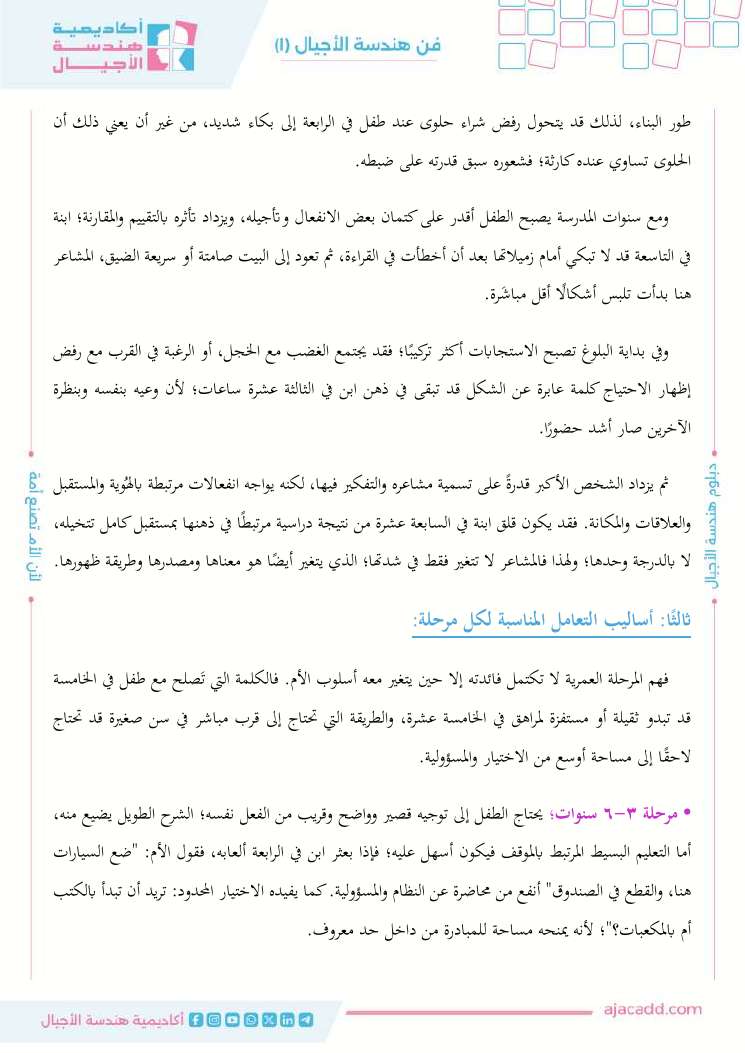 أكاديمية
هندسة
الأجيال
فن هندسة الأجيال (١)
طور البناء، لذلك قد يتحول رفض شراء حلوى عند طفل في الرابعة إلى بكاء شديد، من غير أن يعني ذلك أن
الحلوى تساوي عنده كارثة؛ فشعوره سبق قدرته على ضبطه.
ومع سنوات المدرسة يصبح الطفل أقدر على كتمان بعض الانفعال وتأجيله، ويزداد تأثره بالتقييم والمقارنة؛ ابنة
في التاسعة قد لا تبكي أمام زميلاتها بعد أن أخطأت في القراءة، ثم تعود إلى البيت صامتة أو سريعة الضيق، المشاعر
هنا بدأت تلبس أشكالًا أقل مباشَرة.
وفي بداية البلوغ تصبح الاستجابات أكثر تركيبًا؛ فقد يجتمع الغضب مع الخجل، أو الرغبة في القرب مع رفض
إظهار الاحتياج كلمة عابرة عن الشكل قد تبقى في ذهن ابن في الثالثة عشرة ساعات؛ لأن وعيه بنفسه وبنظرة
الآخرين صار أشد حضورًا.
ثم يزداد الشخص الأكبر قدرةً على تسمية مشاعره والتفكير فيها، لكنه يواجه انفعالات مرتبطة بالهُوية والمستقبل
والعلاقات والمكانة. فقد يكون قلق ابنة في السابعة عشرة من نتيجة دراسية مرتبطًا في ذهنها بمستقبل كامل تتخيله،
لا بالدرجة وحدها؛ ولهذا فالمشاعر لا تتغير فقط في شدتها؛ الذي يتغير أيضًا هو معناها ومصدرها وطريقة ظهورها.
ثالثًا: أساليب التعامل المناسبة لكل مرحلة:
فهم المرحلة العمرية لا تكتمل فائدته إلا حين يتغير معه أسلوب الأم. فالكلمة التي تَصلح مع طفل في الخامسة
قد تبدو ثقيلة أو مستفزة لمراهق في الخامسة عشرة، والطريقة التي تحتاج إلى قرب مباشر في سن صغيرة قد تحتاج
لاحقًا إلى مساحة أوسع من الاختيار والمسؤولية.
• مرحلة ٣-٦ سنوات؛ يحتاج الطفل إلى توجيه قصير وواضح وقريب من الفعل نفسه؛ الشرح الطويل يضيع منه،
أما التعليم البسيط المرتبط بالموقف فيكون أسهل عليه؛ فإذا بعثر ابن في الرابعة ألعابه، فقول الأم: "ضع السيارات
هنا، والقطع في الصندوق" أنفع من محاضرة عن النظام والمسؤولية. كما يفيده الاختيار المحدود: تريد أن تبدأ بالكتب
أم بالمكعبات؟"؛ لأنه يمنحه مساحة للمبادرة من داخل حد معروف.
دبلوم هندسة الأجيال
لأن الأم تصنع أمة
أكاديمية هندسة الأجيال
ajacadd.com